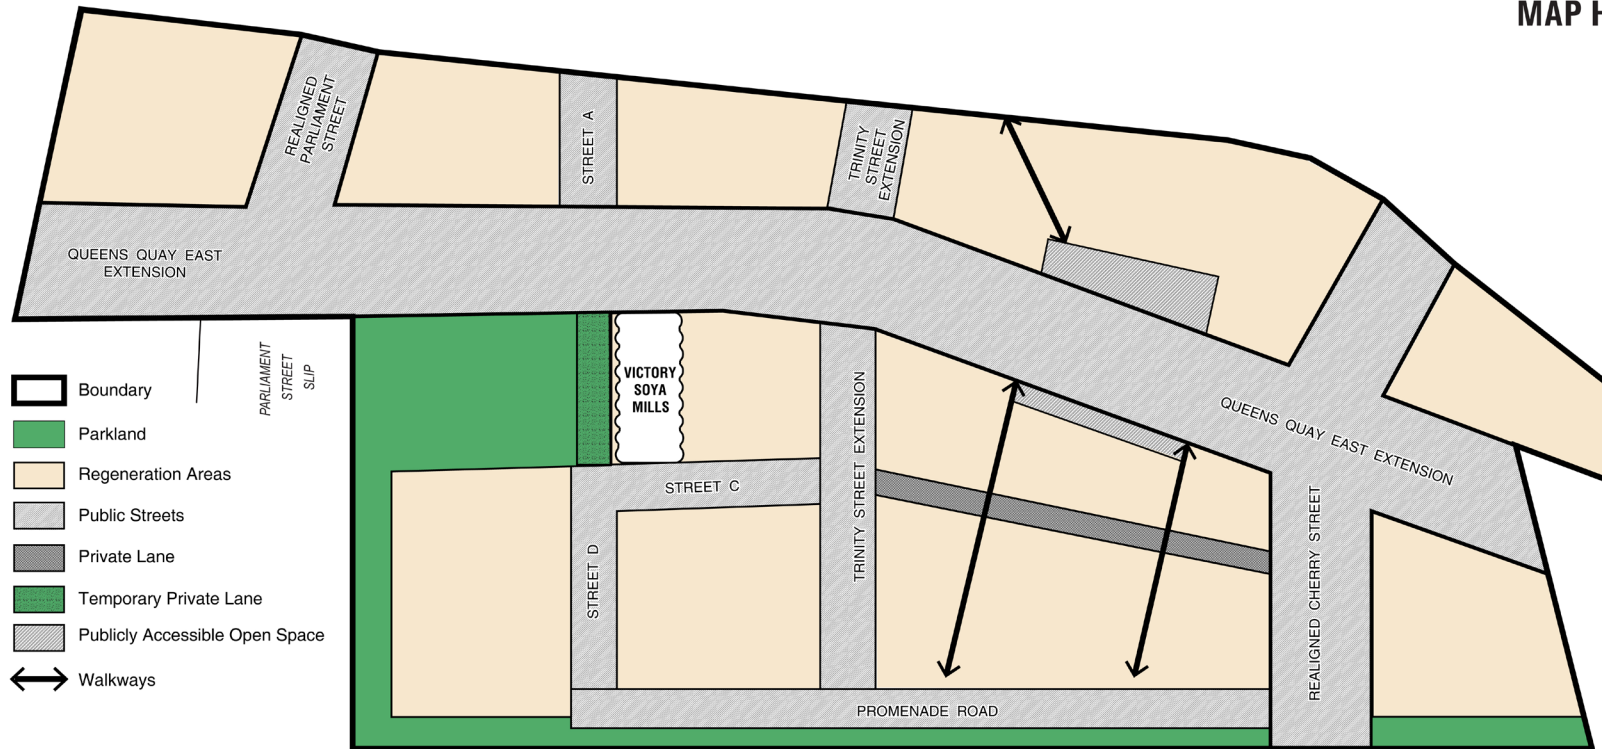 MAP H
REALIGNED
PARLIAMENT
STREET
STREET A
TRINITY
STREET
EXTENSION
QUEENS QUAY EAST
EXTENSION
PARLIAMENT
STREET
SLIP
VICTORY
SOYA
MILLS
TRINITY STREET EXTENSION
QUEENS QUAY EAST EXTENSION
STREET C
STREET D
REALIGNED CHERRY STREET
PROMENADE ROAD
Boundary
Parkland
Regeneration Areas
Public Streets
Private Lane
Temporary Private Lane
Publicly Accessible Open Space
Walkways